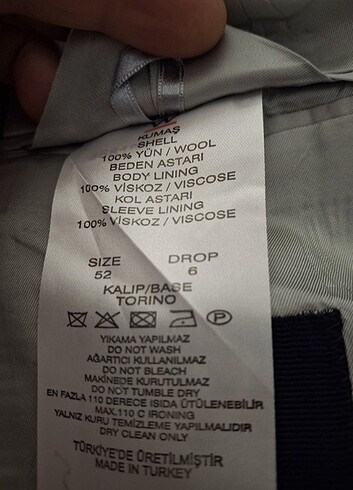 KUMAŞ
SHELL
100% YÜN / WOOL
BEDEN ASTARI
BODY LINING
100% VİSKOZ / VISCOSE
KOL ASTARI
SLEEVE LINING
100% VİSKOZ / VISCOSE
SIZE DROP
52 6
KALIP/BASE
TORINO
P
YIKAMA YAPILMAZ
DO NOT WASH
AĞARTICI KULLANILMAZ
DO NOT BLEACH
MAKİNEDE KURUTULMAZ
DO NOT TUMBLE DRY
EN FAZLA 110 DERECE ISIDA ÜTÜLENEBİLİR
MAX.110 C IRONING
YALNIZ KURU TEMİZLEME YAPILMALIDIR
DRY CLEAN ONLY
TÜRKİYE'DE ÜRETİLMİŞTİR
MADE IN TURKEY